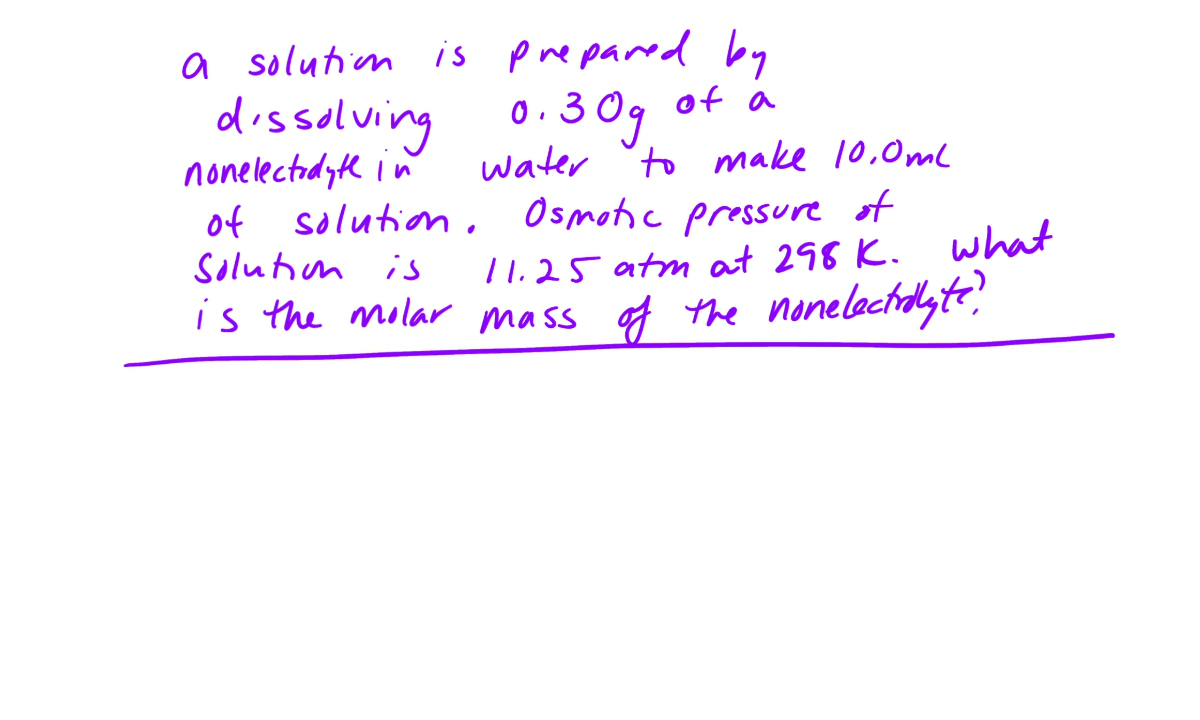 a solution is prepared by
dissolving 0.30g of a
nonelectrolyte in water to make 10.0mL
of solution. Osmotic pressure of
solution is 11.25 atm at 298 K. what
is the molar mass of the nonelectrolyte?